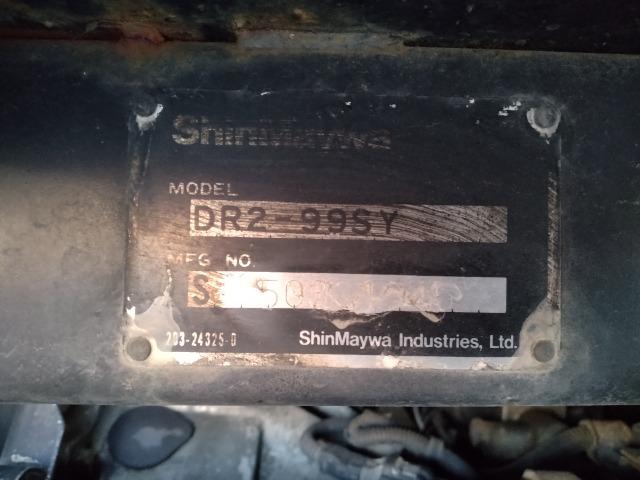 ShinMaywa
MODEL
DR2-99SY
MFG NO.
203-24325-0
ShinMaywa Industries, Ltd.